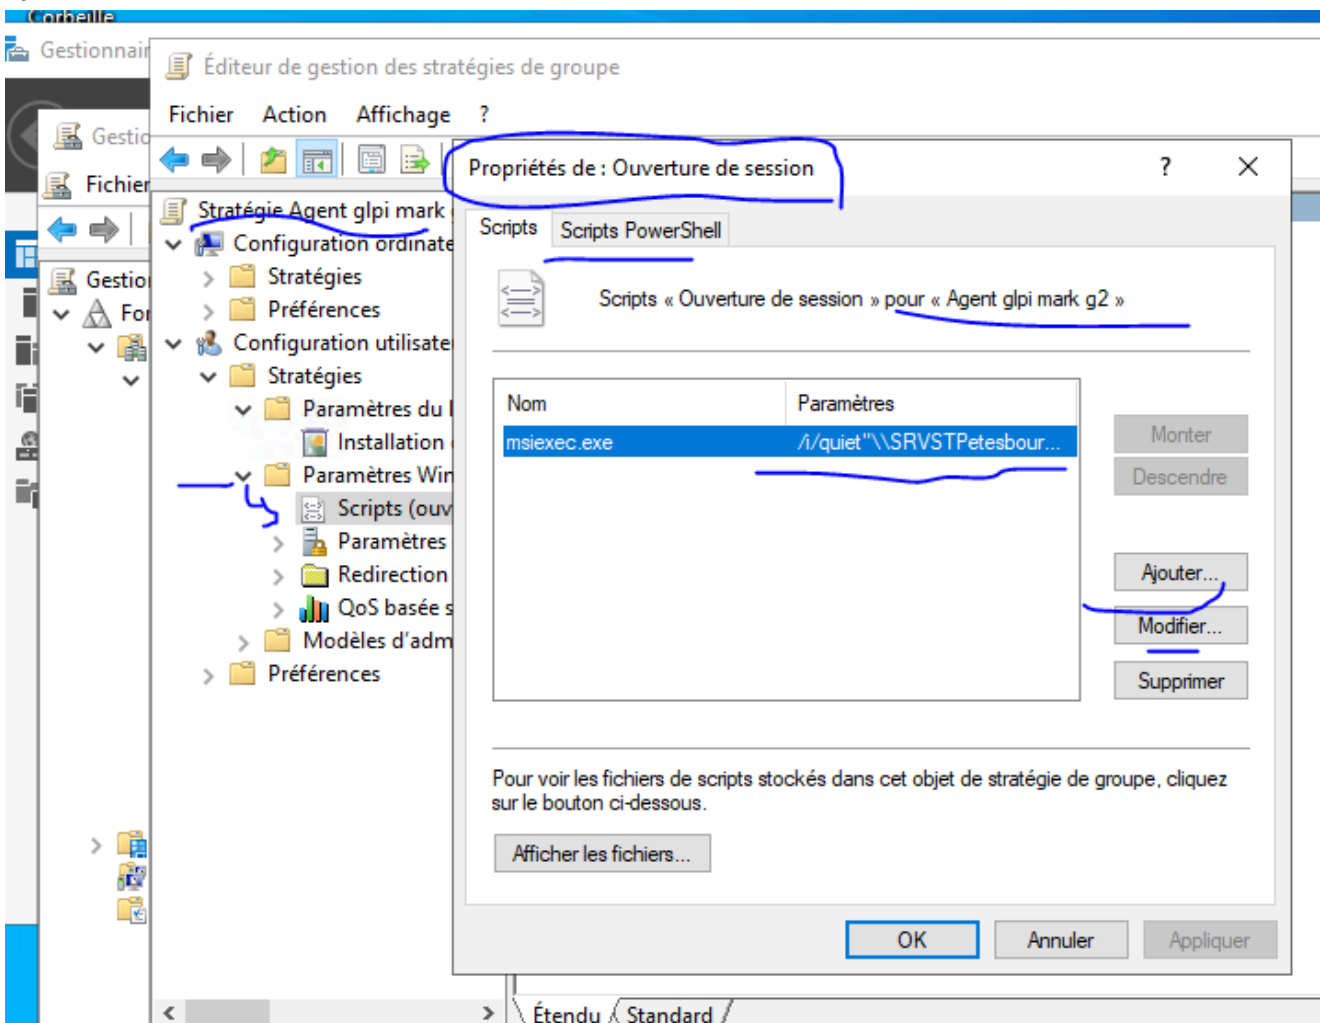 Corbeille
Gestionnair
Éditeur de gestion des stratégies de groupe
Fichier Action Affichage ?
Gestic
Fichier
Propriétés de : Ouverture de session
? X
Stratégie Agent glpi mark
Configuration ordinate
Stratégies
Préférences
Configuration utilisate
Stratégies
Paramètres du l
Installation
Paramètres Win
Scripts (ouv
Paramètres
Redirection
QoS basée s
Modèles d'adm
Préférences
Gestion
For
Scripts Scripts PowerShell
Scripts « Ouverture de session » pour « Agent glpi mark g2 »
Nom Paramètres
msiexec.exe /i/quiet"\\SRVSTPetesbour...
Monter
Descendre
Ajouter...
Modifier...
Supprimer
Pour voir les fichiers de scripts stockés dans cet objet de stratégie de groupe, cliquez
sur le bouton ci-dessous.
Afficher les fichiers...
OK Annuler Appliquer
Étendu Standard